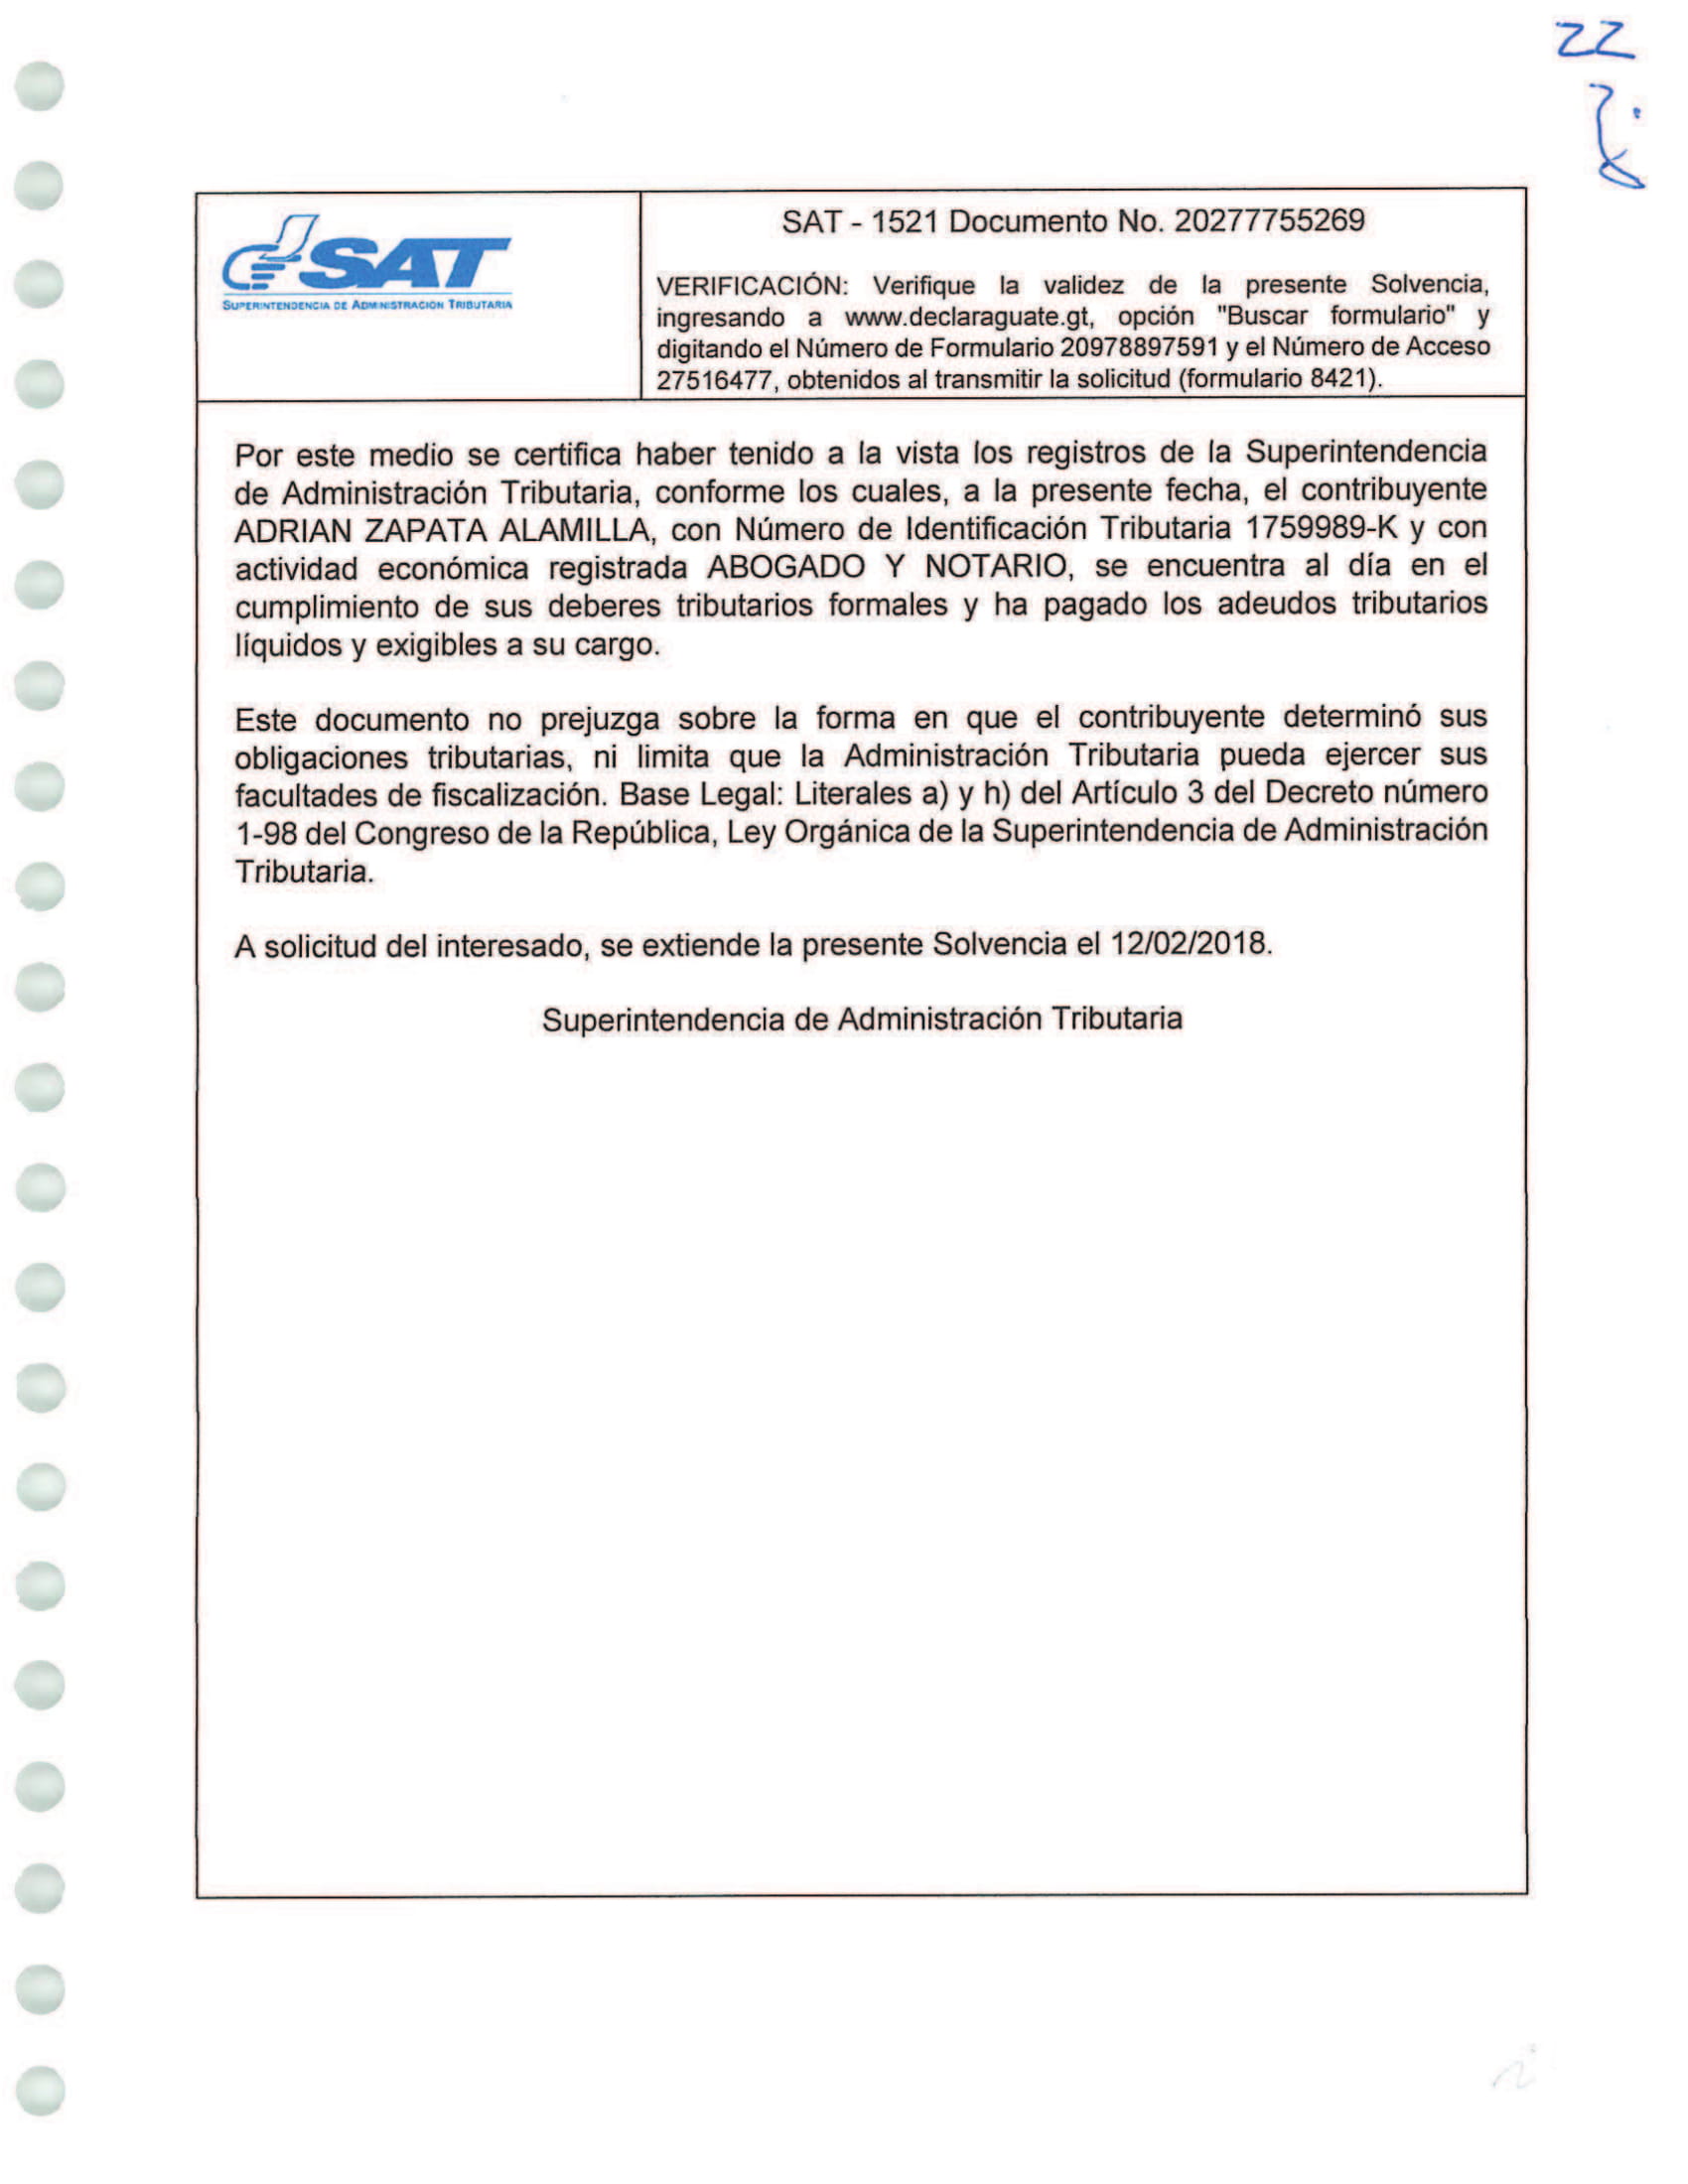 22
SAT
SUPERINTENDENCIA DE ADMINISTRACIÓN TRIBUTARIA
SAT - 1521 Documento No. 20277755269
VERIFICACIÓN: Verifique la validez de la presente Solvencia,
ingresando a www.declaraguate.gt, opción "Buscar formulario" y
digitando el Número de Formulario 20978897591 y el Número de Acceso
27516477, obtenidos al transmitir la solicitud (formulario 8421).
Por este medio se certifica haber tenido a la vista los registros de la Superintendencia
de Administración Tributaria, conforme los cuales, a la presente fecha, el contribuyente
ADRIAN ZAPATA ALAMILLA, con Número de Identificación Tributaria 1759989-K y con
actividad económica registrada ABOGADO Y NOTARIO, se encuentra al día en el
cumplimiento de sus deberes tributarios formales y ha pagado los adeudos tributarios
líquidos y exigibles a su cargo.
Este documento no prejuzga sobre la forma en que el contribuyente determinó sus
obligaciones tributarias, ni limita que la Administración Tributaria pueda ejercer sus
facultades de fiscalización. Base Legal: Literales a) y h) del Artículo 3 del Decreto número
1-98 del Congreso de la República, Ley Orgánica de la Superintendencia de Administración
Tributaria.
A solicitud del interesado, se extiende la presente Solvencia el 12/02/2018.
Superintendencia de Administración Tributaria